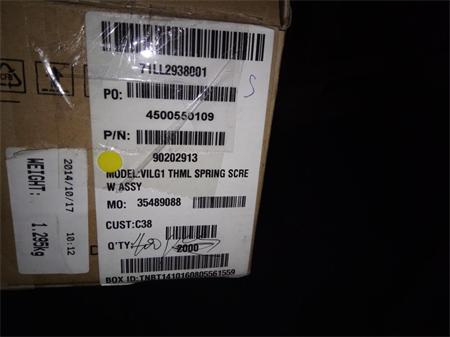 71LL2938001
PO:
4500550109
P/N:
90202913
MODEL:VILG1 THML SPRING SCRE
W ASSY
MO: 35489088
CUST:C38
Q'TY: 400
2000
BOX ID:TNBT1410160805561559
WEIGHT:
1.295kg
2014/10/17 10:12
S